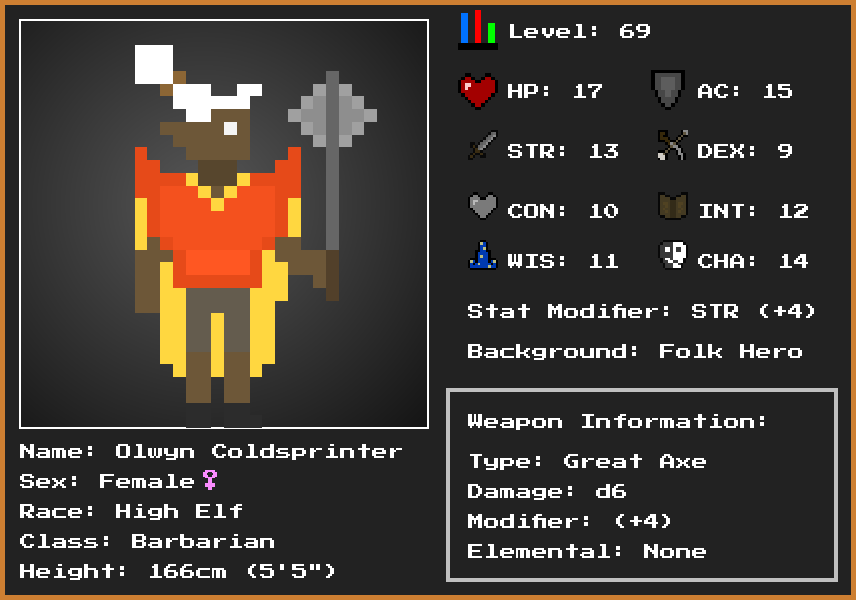 Level: 69
HP: 17
AC: 15
STR: 13
DEX: 9
CON: 10
INT: 12
WIS: 11
CHA: 14
Stat Modifier: STR (+4)
Background: Folk Hero
Weapon Information:
Type: Great Axe
Damage: d6
Modifier: (+4)
Elemental: None
Name: Olwyn Coldsprinter
Sex: Female♀
Race: High Elf
Class: Barbarian
Height: 166cm (5'5")